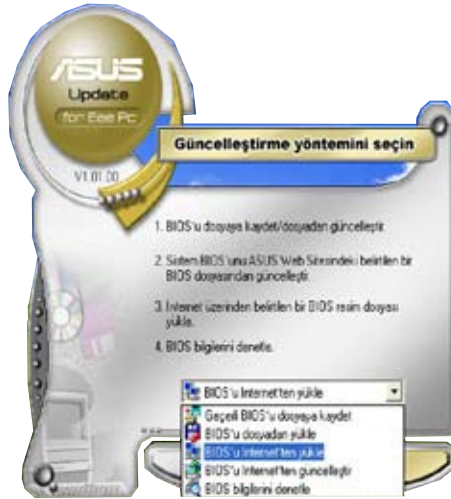 ASUS
Update
for Eee Pc
V1.01.00
Güncelleştirme yöntemini seçin
1. BIOS'u dosyaya kaydet/dosyadan güncelleştir.
2. Sistem BIOS'unu ASUS Web Sitesindeki belirtilen bir
BIOS dosyasından güncelleştir.
3. Internet üzerinden belirtilen bir BIOS resim dosyası
yükle.
4. BIOS bilgilerini denetle.
BIOS'u Internet'ten yükle
Geçerli BIOS'u dosyaya kaydet
BIOS'u dosyadan yükle
BIOS'u Internet'ten yükle
BIOS'u Internet'ten güncelleştir
BIOS bilgilerini denetle